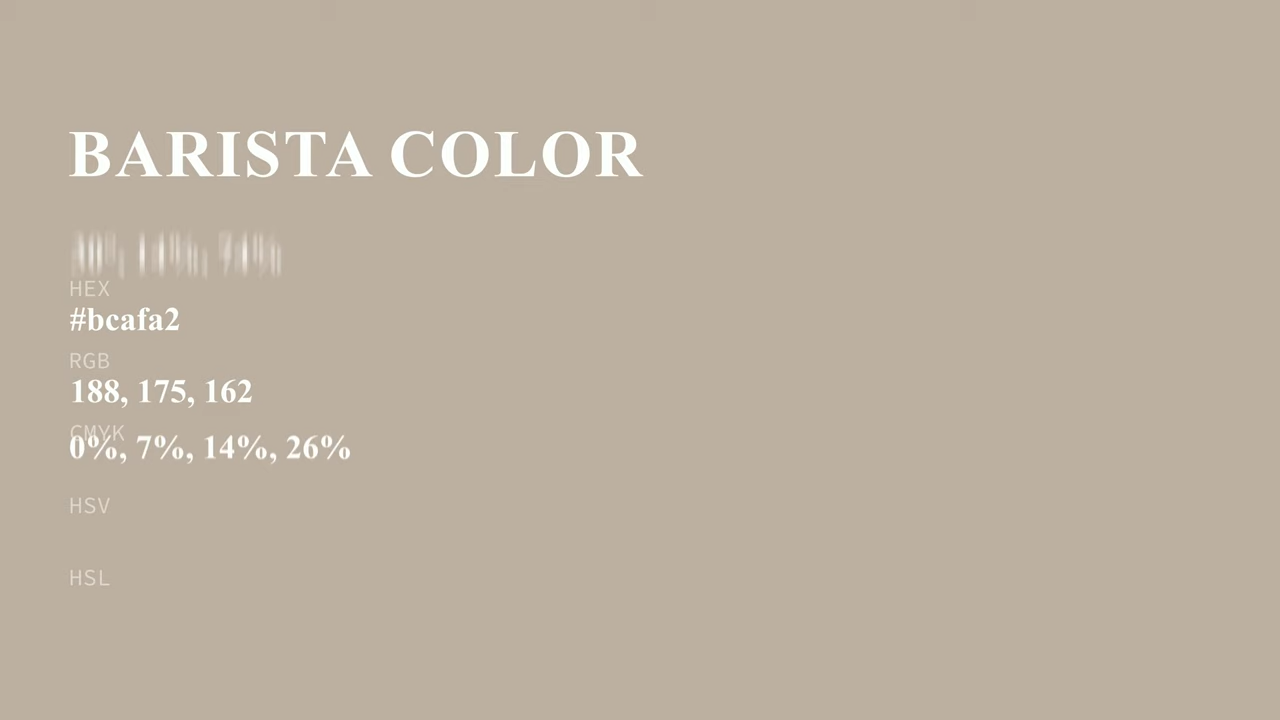 BARISTA COLOR
HEX
#bcafa2
RGB
188, 175, 162
CMYK
0%, 7%, 14%, 26%
HSV
HSL